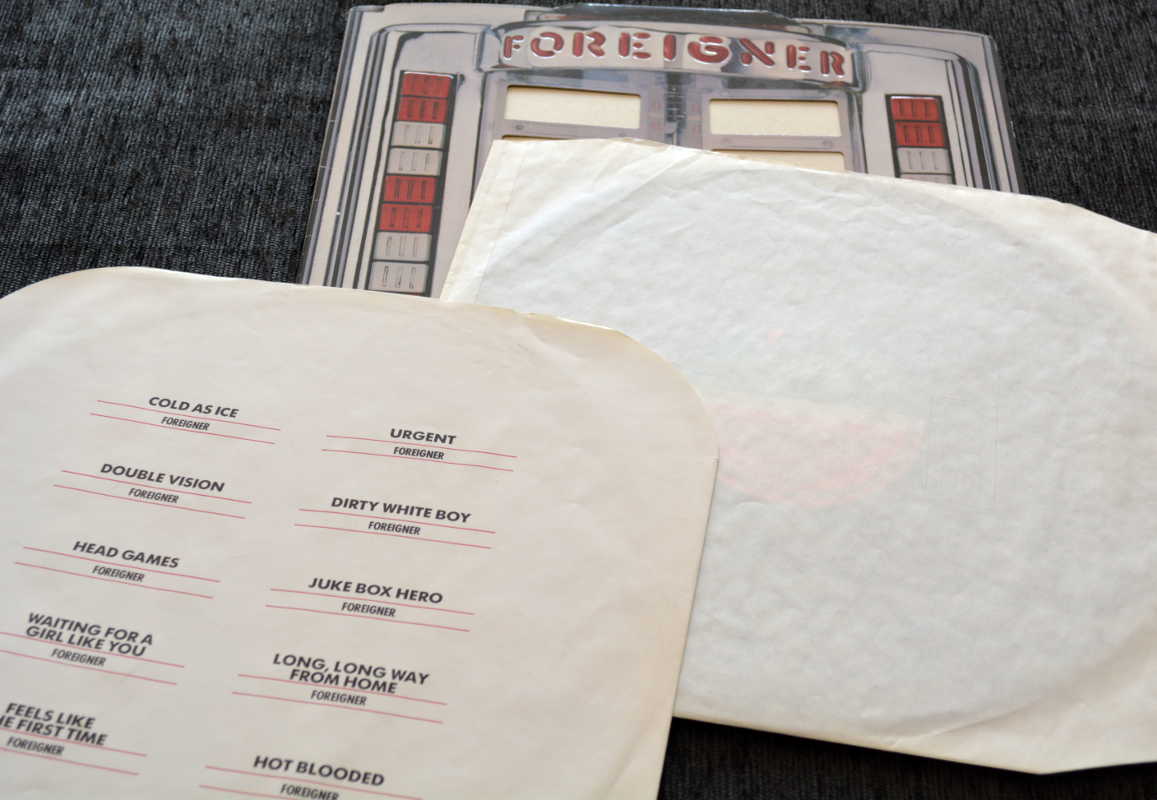 FOREIGNER
COLD AS ICE
FOREIGNER
DOUBLE VISION
FOREIGNER
HEAD GAMES
FOREIGNER
WAITING FOR A
GIRL LIKE YOU
FOREIGNER
FEELS LIKE
FIRST TIME
FOREIGNER
URGENT
FOREIGNER
DIRTY WHITE BOY
FOREIGNER
JUKE BOX HERO
FOREIGNER
LONG, LONG WAY
FROM HOME
FOREIGNER
HOT BLOODED
FOREIGNER